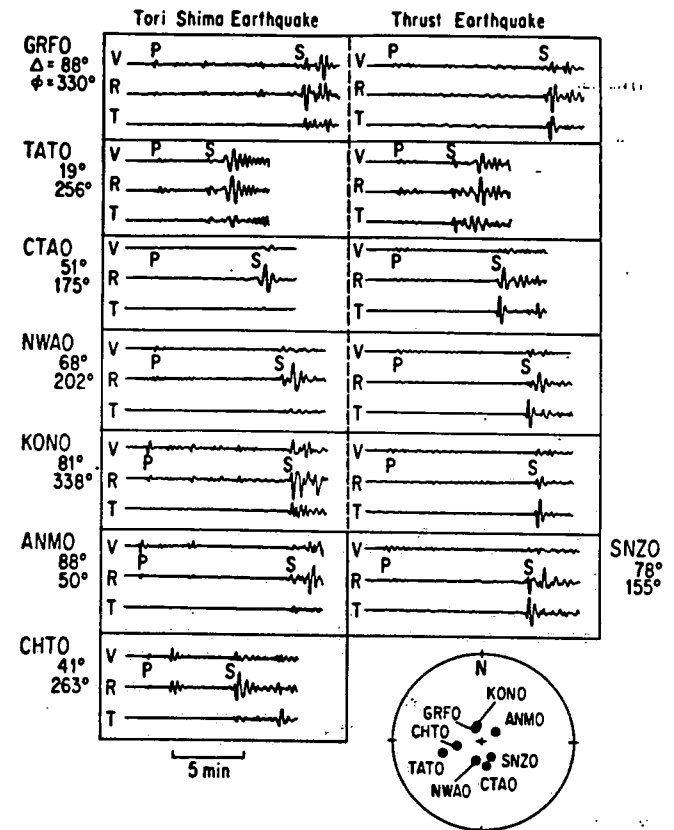 Tori Shima Earthquake Thrust Earthquake
GRFO
Δ = 88°
φ = 330°
V P S V P S
R R
T T
TATO
19°
256°
V P S V P S
R R
T T
CTAO
51°
175°
V V
P S P S
R R
T T
NWAO
68°
202°
V V
P S P S
R R
T T
KONO
81°
338°
V V
P S P S
R R
T T
ANMO
88°
50°
V V
P S P S
R R
T T
SNZO
78°
155°
CHTO
41°
263°
V
P S
R
T
5 min
N
KONO
GRFO
ANMO
CHTO
TATO
SNZO
NWAO
CTAO